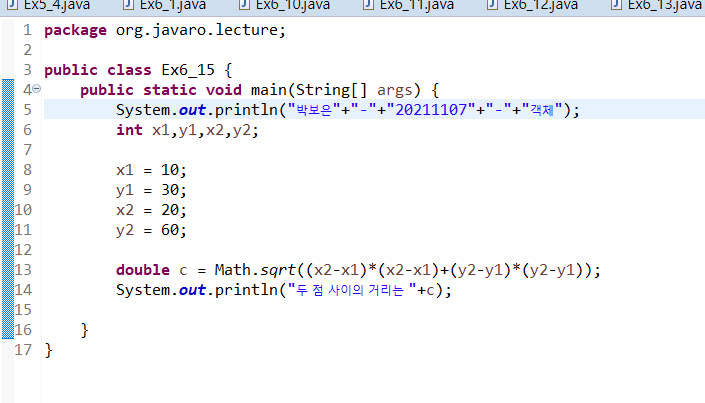 Ex5_4.java Ex6_1.java Ex6_10.java Ex6_11.java Ex6_12.java Ex6_13.java
1 package org.javaro.lecture;
2
3 public class Ex6_15 {
4 public static void main(String[] args) {
5 System.out.println("박보은"+"-"+"20211107"+"-"+"객체");
6 int x1,y1,x2,y2;
7
8 x1 = 10;
9 y1 = 30;
10 x2 = 20;
11 y2 = 60;
12
13 double c = Math.sqrt((x2-x1)*(x2-x1)+(y2-y1)*(y2-y1));
14 System.out.println("두 점 사이의 거리는 "+c);
15
16 }
17 }